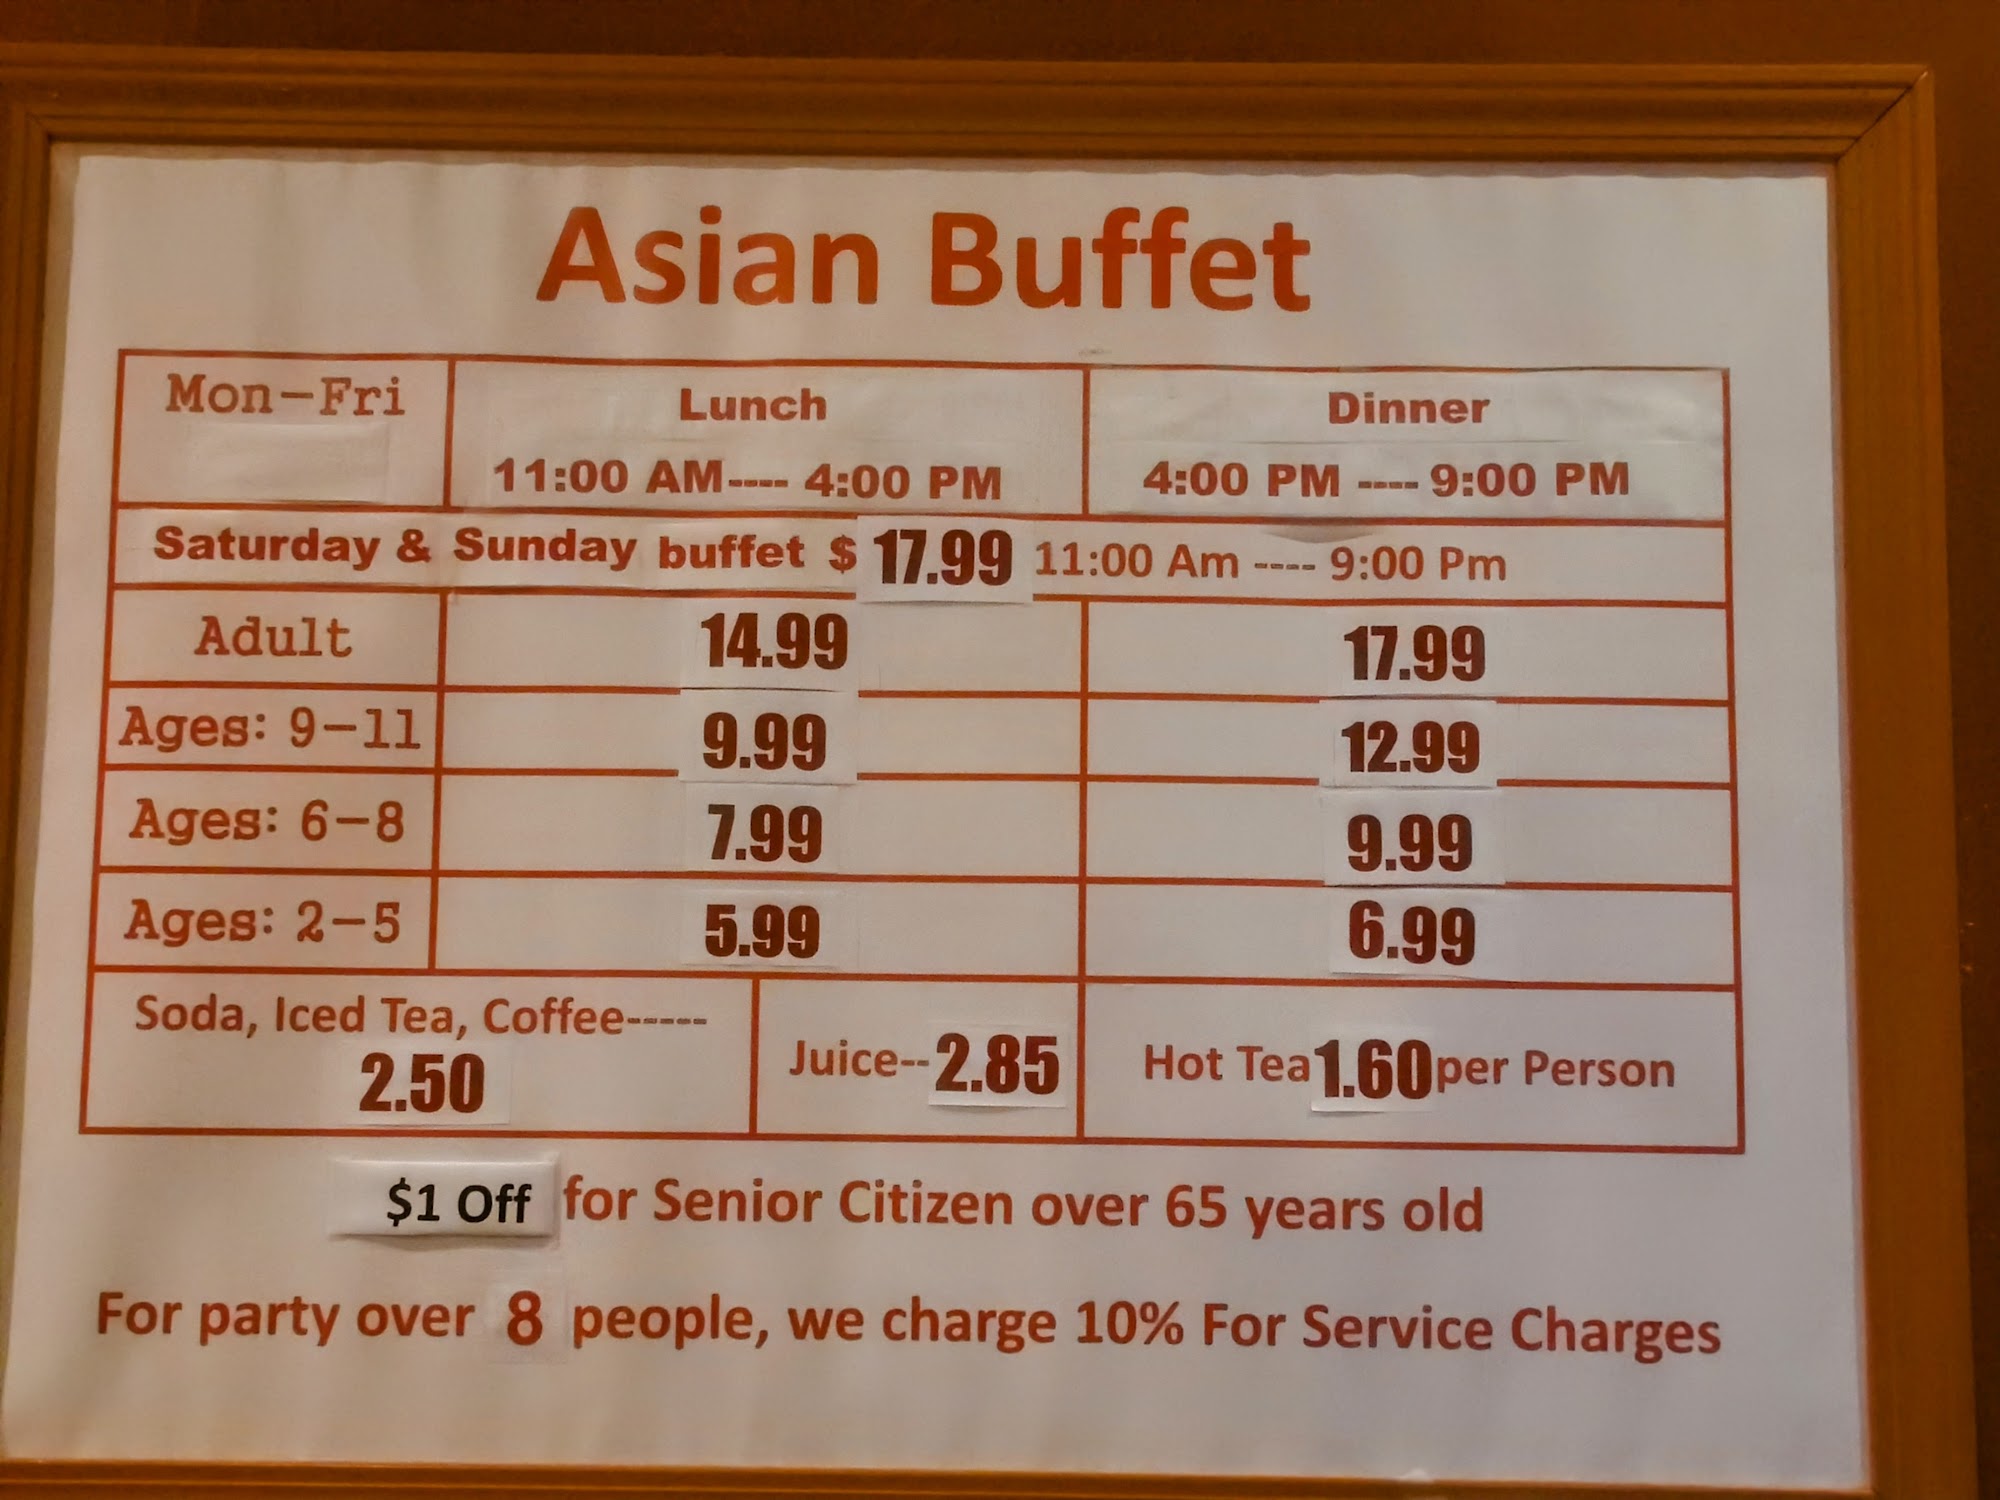 Asian Buffet
Mon-Fri
Lunch
Dinner
11:00 AM---- 4:00 PM
4:00 PM ---- 9:00 PM
Saturday & Sunday buffet $ 17.99 11:00 Am ---- 9:00 Pm
Adult 14.99 17.99
Ages: 9-11 9.99 12.99
Ages: 6-8 7.99 9.99
Ages: 2-5 5.99 6.99
Soda, Iced Tea, Coffee-----
2.50
Juice--2.85
Hot Tea 1.60 per Person
$1 Off for Senior Citizen over 65 years old
For party over 8 people, we charge 10% For Service Charges